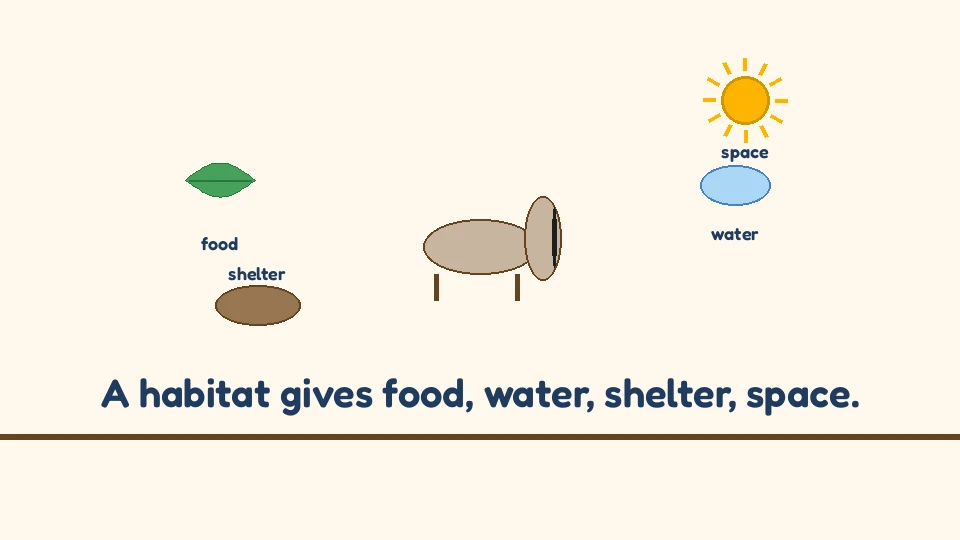 space
water
food
shelter
A habitat gives food, water, shelter, space.